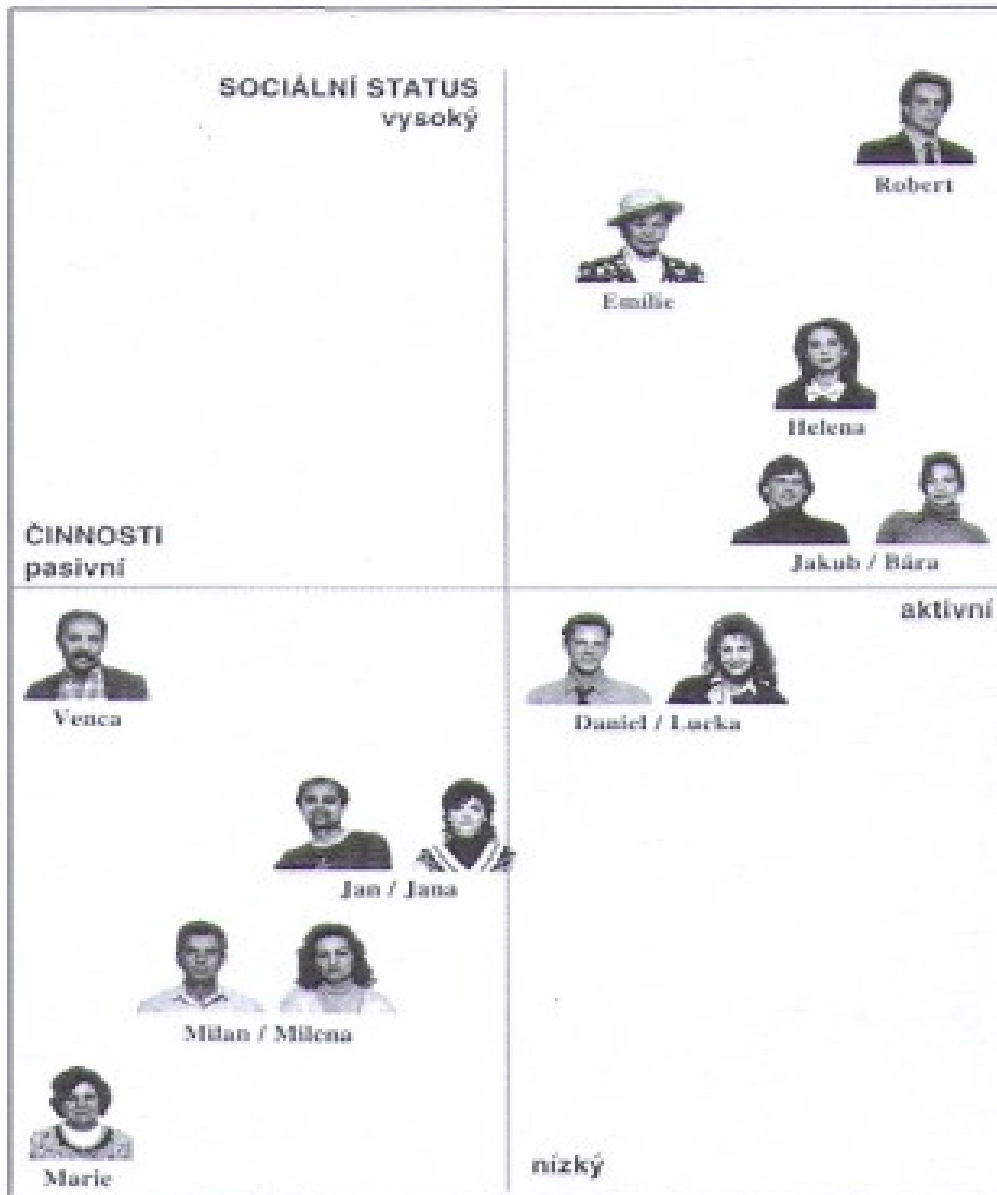 SOCIÁLNÍ STATUS
vysoký
Robert
Emilie
Helena
ČINNOSTI
pasivní
Jakub / Bára
aktivní
Venca
Daniel / Lucka
Jan / Jana
Milan / Milena
Marie
nízký